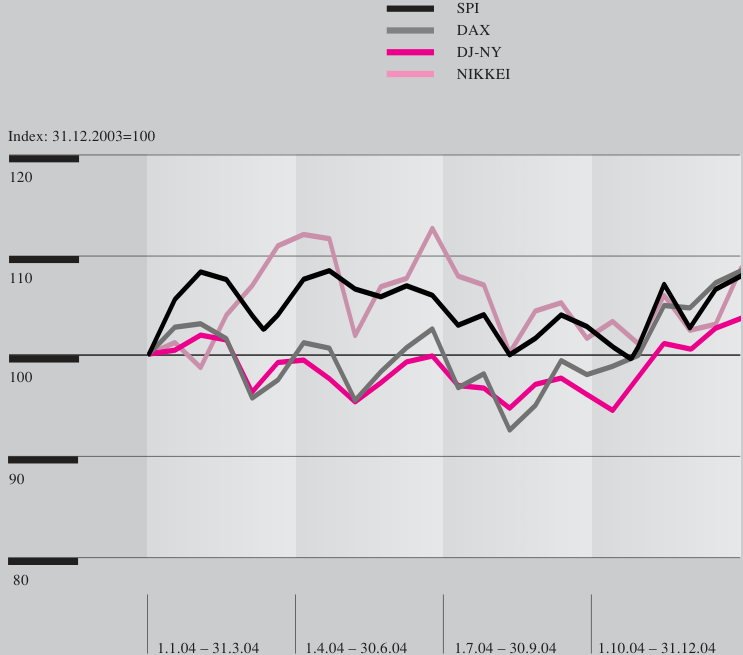 SPI
DAX
DJ-NY
NIKKEI
Index: 31.12.2003=100
120
110
100
90
80
1.1.04 – 31.3.04
1.4.04 – 30.6.04
1.7.04 – 30.9.04
1.10.04 – 31.12.04